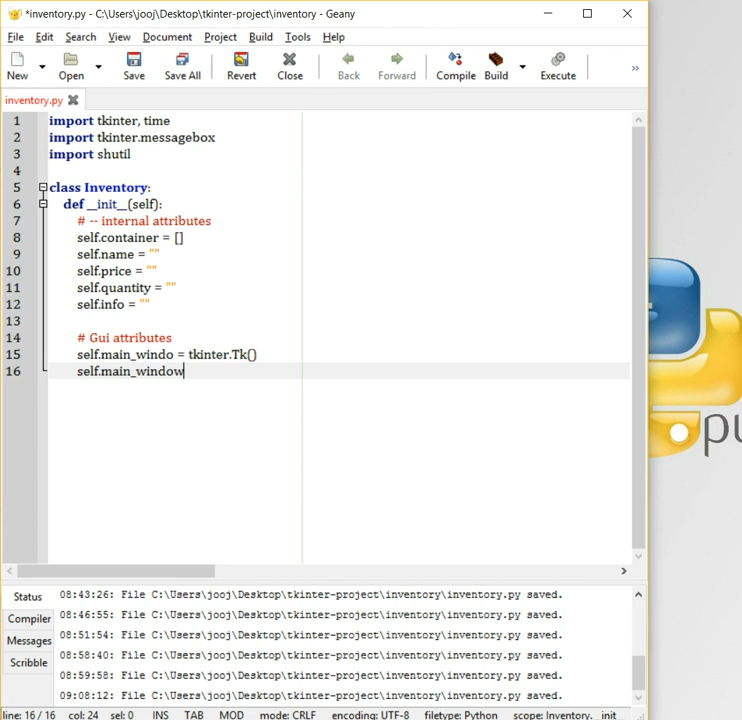 *inventory.py - C:\Users\jooj\Desktop\tkinter-project\inventory - Geany
File Edit Search View Document Project Build Tools Help
New Open Save Save All Revert Close Back Forward Compile Build Execute »
inventory.py
1 import tkinter, time
2 import tkinter.messagebox
3 import shutil
4
5 class Inventory:
6 def __init__(self):
7 # -- internal attributes
8 self.container = []
9 self.name = ""
10 self.price = ""
11 self.quantity = ""
12 self.info = ""
13
14 # Gui attributes
15 self.main_windo = tkinter.Tk()
16 self.main_window
Status
Compiler
Messages
Scribble
08:43:26: File C:\Users\jooj\Desktop\tkinter-project\inventory\inventory.py saved.
08:46:55: File C:\Users\jooj\Desktop\tkinter-project\inventory\inventory.py saved.
08:51:54: File C:\Users\jooj\Desktop\tkinter-project\inventory\inventory.py saved.
08:58:40: File C:\Users\jooj\Desktop\tkinter-project\inventory\inventory.py saved.
08:59:58: File C:\Users\jooj\Desktop\tkinter-project\inventory\inventory.py saved.
09:08:12: File C:\Users\jooj\Desktop\tkinter-project\inventory\inventory.py saved.
line: 16 / 16 col: 24 sel: 0 INS TAB MOD mode: CRLF encoding: UTF-8 filetype: Python scope: Inventory.__init__